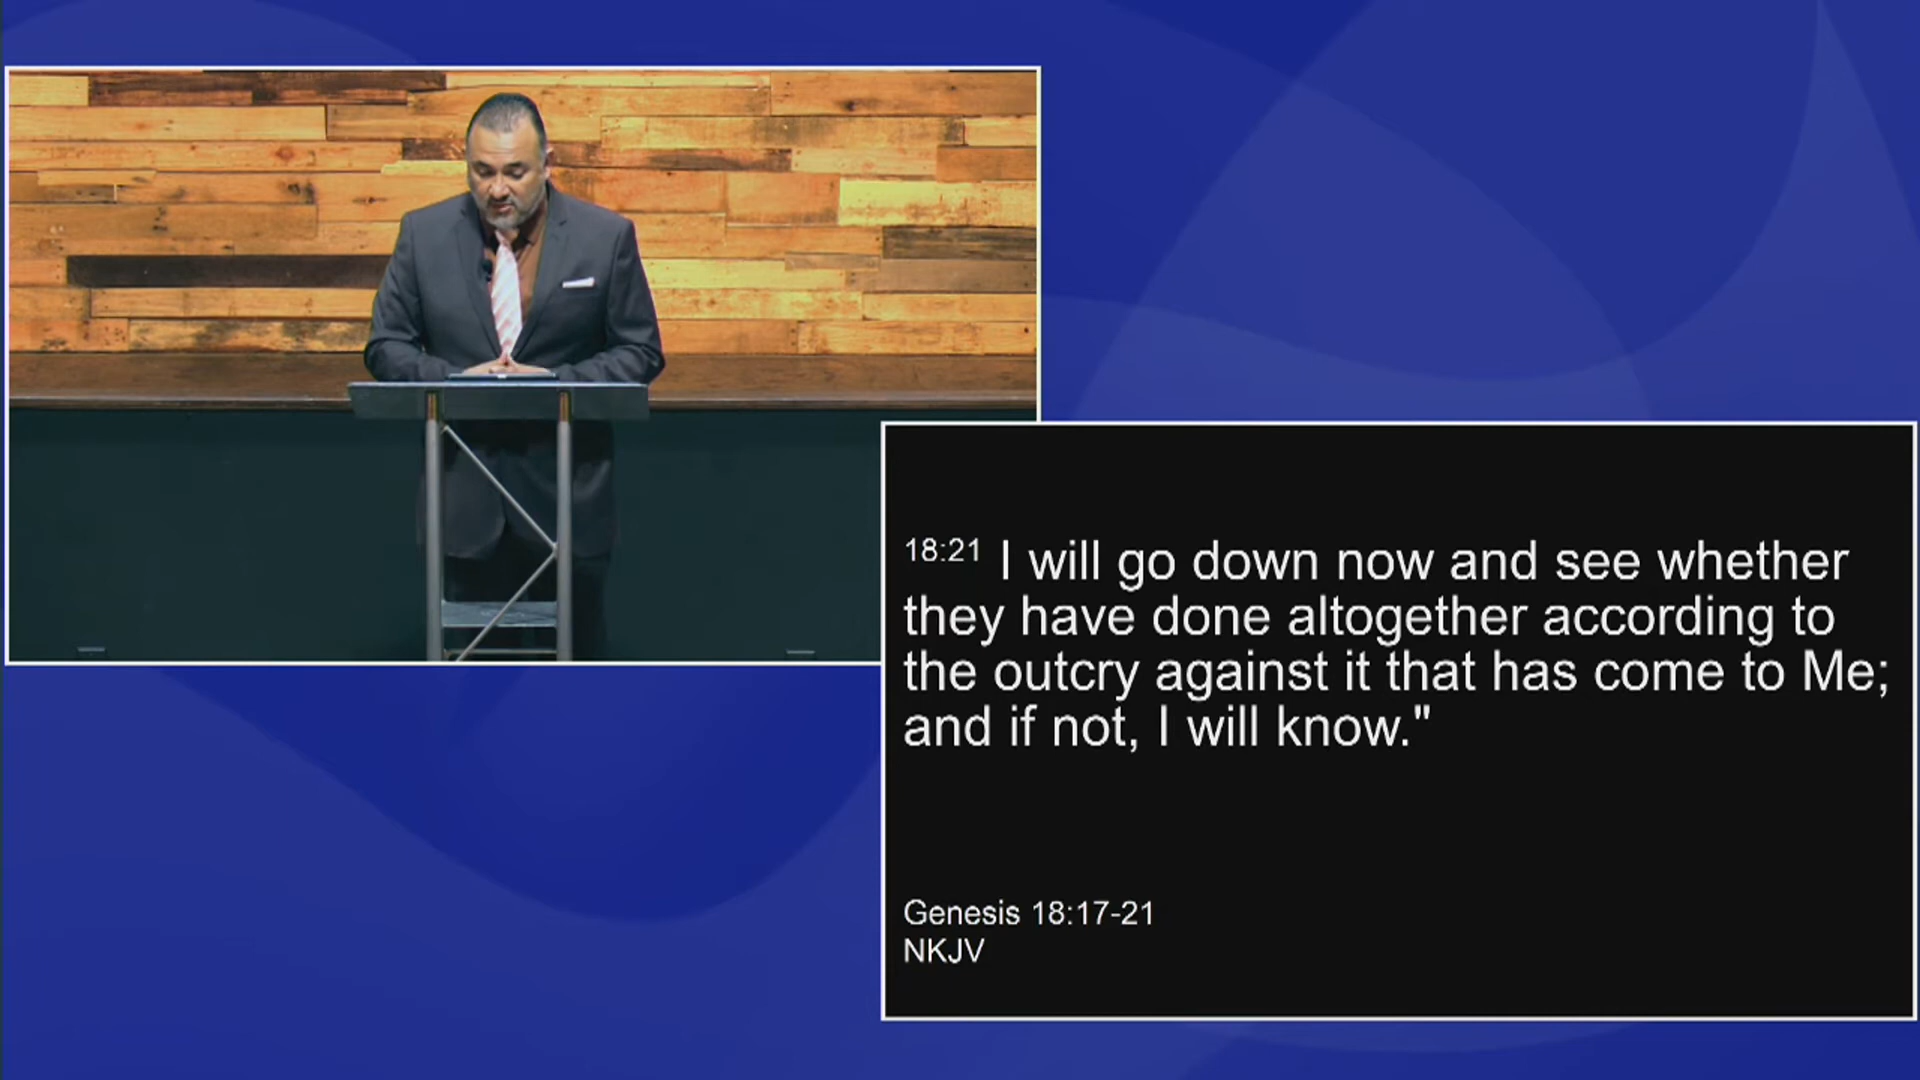 18:21 I will go down now and see whether
they have done altogether according to
the outcry against it that has come to Me;
and if not, I will know."
Genesis 18:17-21
NKJV